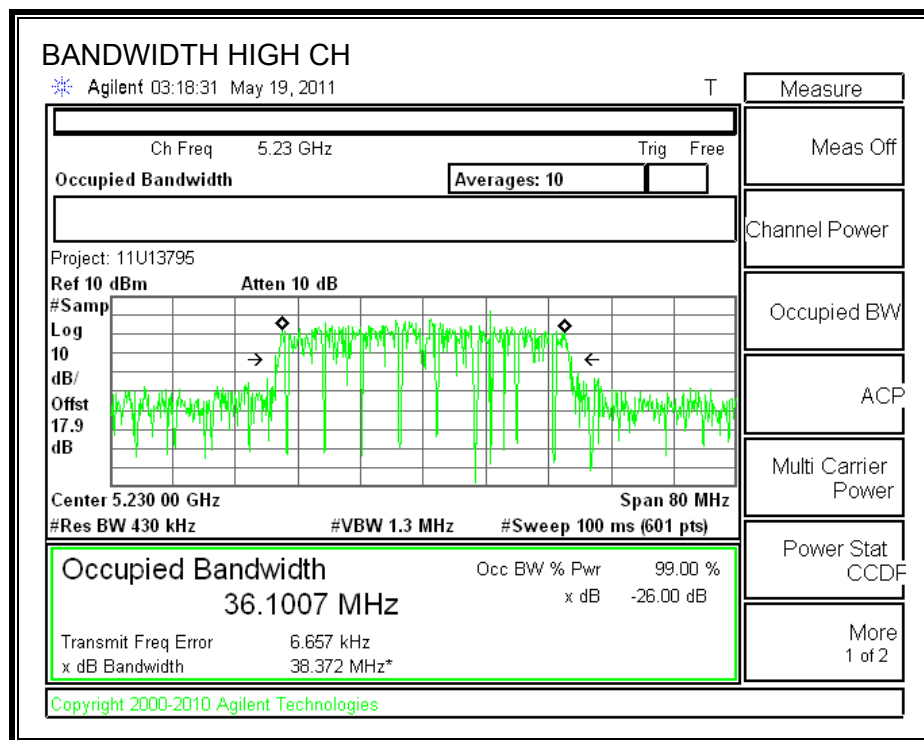 BANDWIDTH HIGH CH
Agilent 03:18:31 May 19, 2011 T
Measure
Ch Freq 5.23 GHz Trig Free
Meas Off
Occupied Bandwidth Averages: 10
Channel Power
Project: 11U13795
Ref 10 dBm Atten 10 dB
#Samp
Log
10
dB/
Offst
17.9
dB
Occupied BW
ACP
Multi Carrier
Power
Center 5.230 00 GHz Span 80 MHz
#Res BW 430 kHz #VBW 1.3 MHz #Sweep 100 ms (601 pts)
Power Stat
CCDF
Occupied Bandwidth Occ BW % Pwr 99.00 %
36.1007 MHz x dB -26.00 dB
Transmit Freq Error 6.657 kHz
x dB Bandwidth 38.372 MHz*
More
1 of 2
Copyright 2000-2010 Agilent Technologies